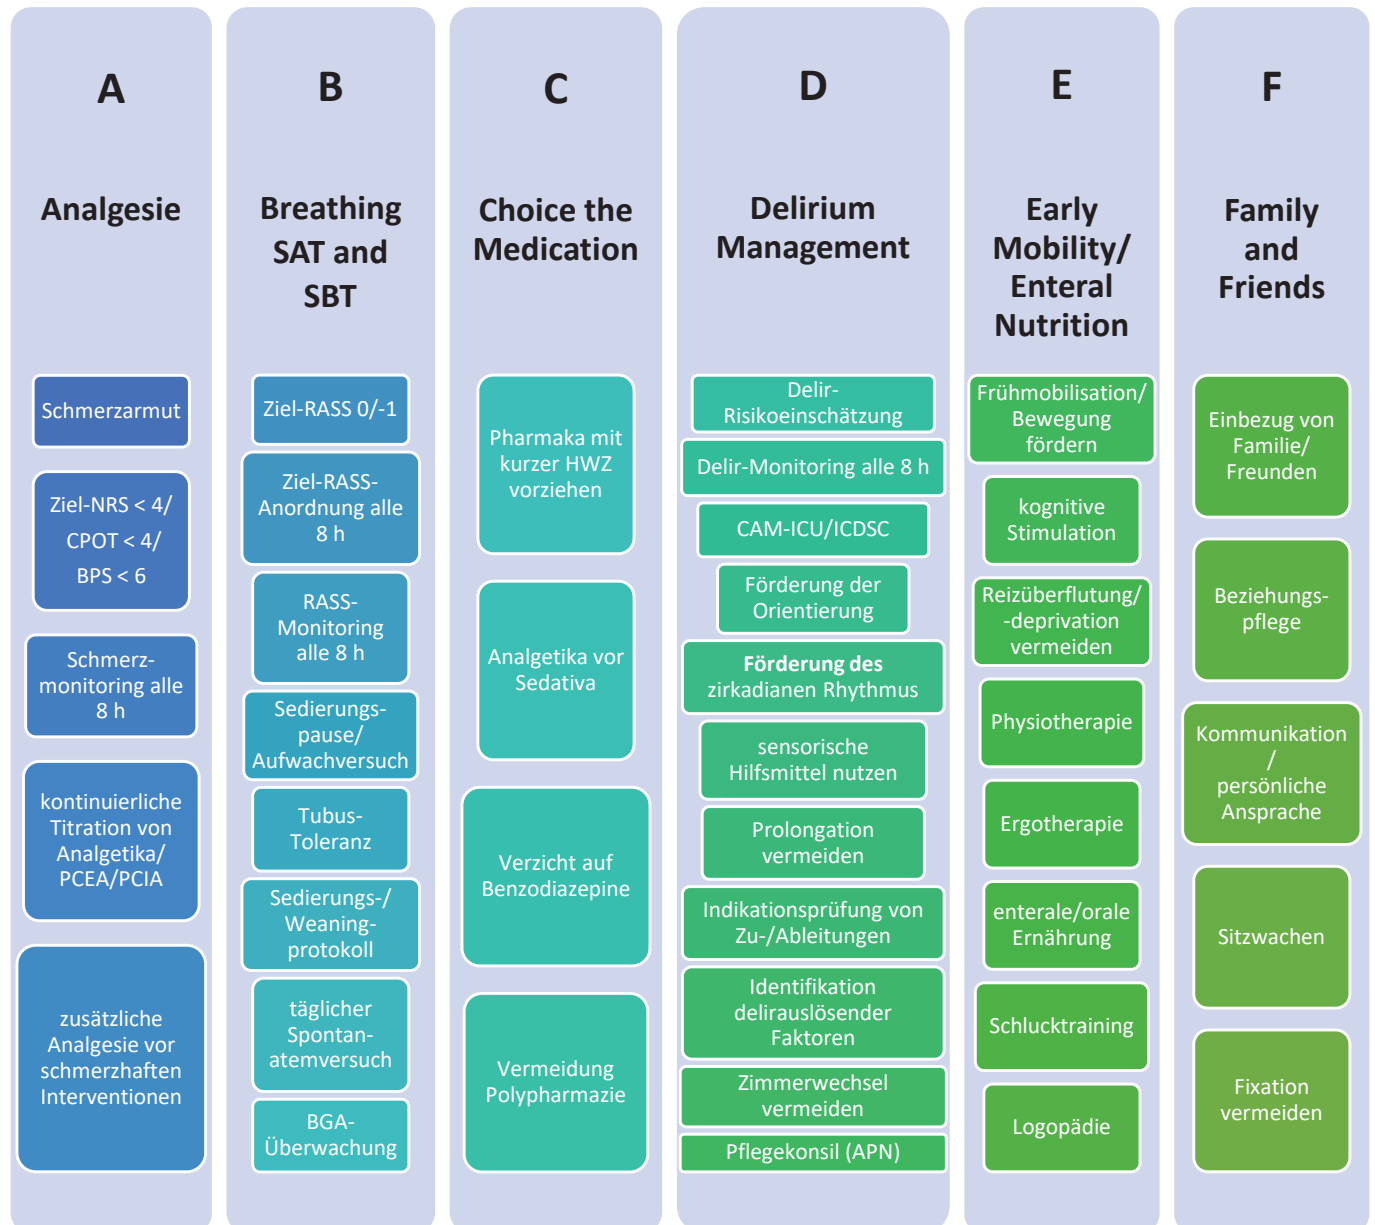 A
Analgesie
Schmerzarmut
Ziel-NRS < 4/
CPOT < 4/
BPS < 6
Schmerz-
monitoring alle
8 h
kontinuierliche
Titration von
Analgetika/
PCEA/PCIA
zusätzliche
Analgesie vor
schmerzhaften
Interventionen
B
Breathing
SAT and
SBT
Ziel-RASS 0/-1
Ziel-RASS-
Anordnung alle
8 h
RASS-
Monitoring
alle 8 h
Sedierungs-
pause/
Aufwachversuch
Tubus-
Toleranz
Sedierungs-/
Weaning-
protokoll
täglicher
Spontan-
atemversuch
BGA-
Überwachung
C
Choice the
Medication
Pharmaka mit
kurzer HWZ
vorziehen
Analgetika vor
Sedativa
Verzicht auf
Benzodiazepine
Vermeidung
Polypharmazie
D
Delirium
Management
Delir-
Risikoeinschätzung
Delir-Monitoring alle 8 h
CAM-ICU/ICDSC
Förderung der
Orientierung
Förderung des
zirkadianen Rhythmus
sensorische
Hilfsmittel nutzen
Prolongation
vermeiden
Indikationsprüfung von
Zu-/Ableitungen
Identifikation
delirauslösender
Faktoren
Zimmerwechsel
vermeiden
Pflegekonsil (APN)
E
Early
Mobility/
Enteral
Nutrition
Frühmobilisation/
Bewegung
fördern
kognitive
Stimulation
Reizüberflutung/
-deprivation
vermeiden
Physiotherapie
Ergotherapie
enterale/orale
Ernährung
Schlucktraining
Logopädie
F
Family
and
Friends
Einbezug von
Familie/
Freunden
Beziehungs-
pflege
Kommunikation
/
persönliche
Ansprache
Sitzwachen
Fixation
vermeiden